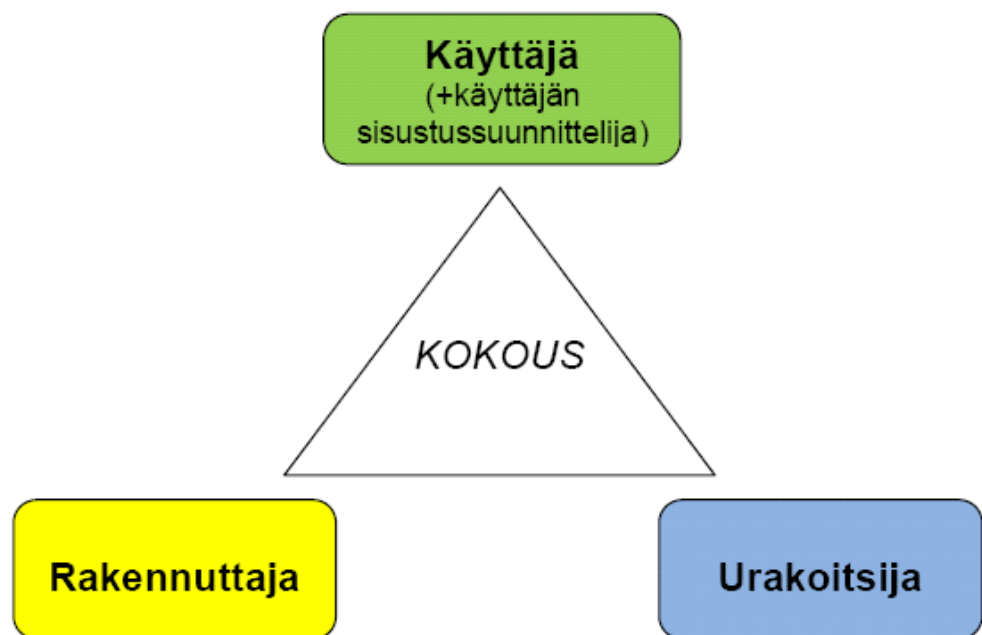 Käyttäjä
(+käyttäjän
sisustussuunnittelija)
KOKOUS
Rakennuttaja
Urakoitsija